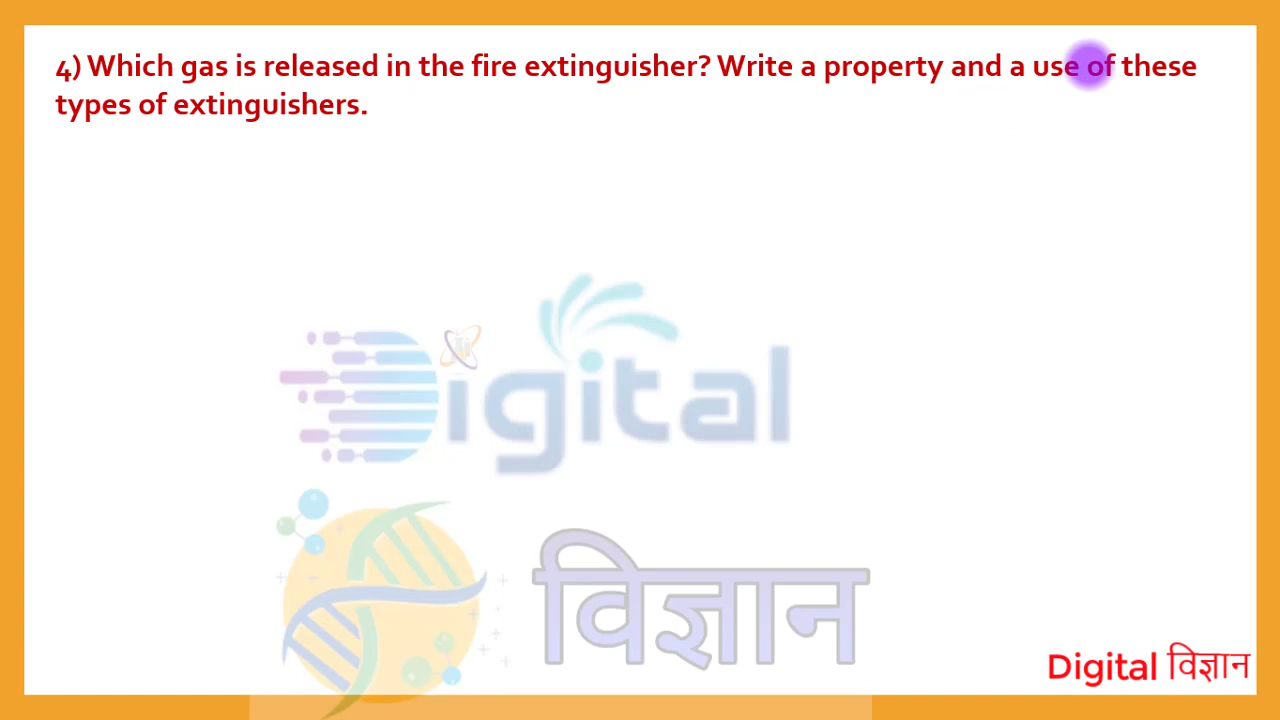 4) Which gas is released in the fire extinguisher? Write a property and a use of these
types of extinguishers.
Digital
विज्ञान
Digital विज्ञान